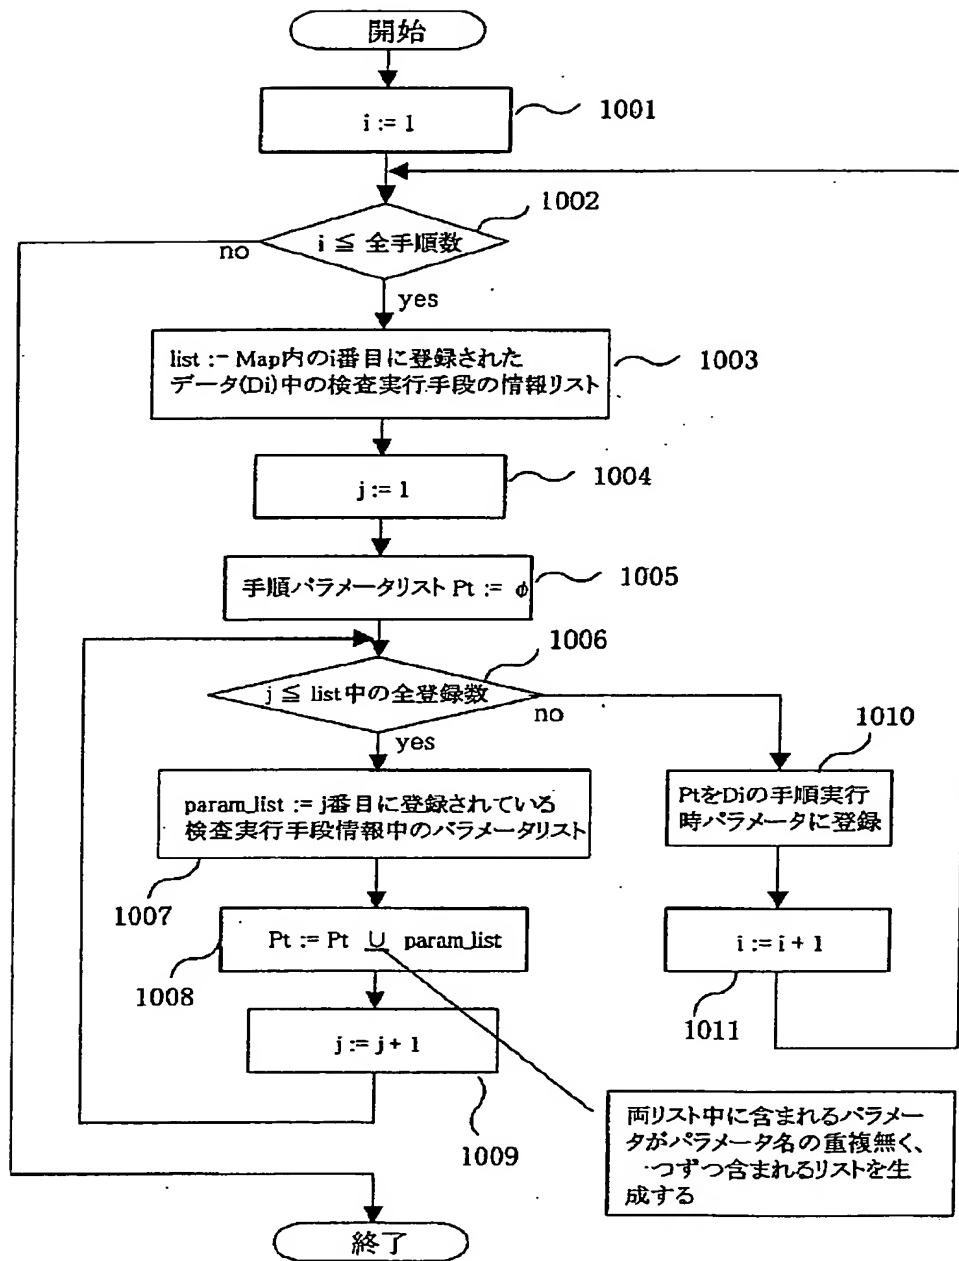 開始
i := 1
1001
1002
i ≦ 全手順数
no
yes
list := Map内のi番目に登録された
データ(Di)中の検査実行手段の情報リスト
1003
j := 1
1004
手順パラメータリスト Pt := φ
1005
1006
j ≦ list中の全登録数
no
yes
1010
param_list := j番目に登録されている
検査実行手段情報中のパラメータリスト
1007
PtをDiの手順実行
時パラメータに登録
Pt := Pt ∪ param_list
1008
i := i + 1
1011
j := j + 1
1009
両リスト中に含まれるパラメー
タがパラメータ名の重複無く、
つずつ含まれるリストを生
成する
終了